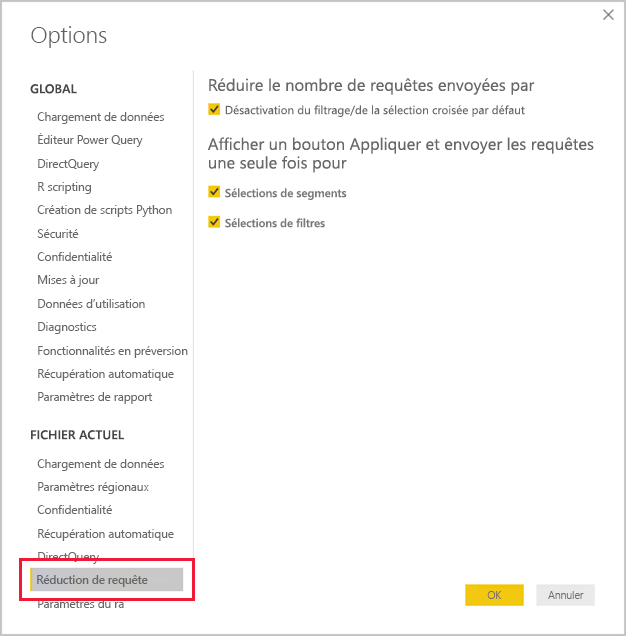 Options
GLOBAL
Chargement de données
Éditeur Power Query
DirectQuery
R scripting
Création de scripts Python
Sécurité
Confidentialité
Mises à jour
Données d'utilisation
Diagnostics
Fonctionnalités en préversion
Récupération automatique
Paramètres de rapport
FICHIER ACTUEL
Chargement de données
Paramètres régionaux
Confidentialité
Récupération automatique
DirectQuery
Réduction de requête
Paramètres du ra
Réduire le nombre de requêtes envoyées par
Désactivation du filtrage/de la sélection croisée par défaut
Afficher un bouton Appliquer et envoyer les requêtes
une seule fois pour
Sélections de segments
Sélections de filtres
OK
Annuler